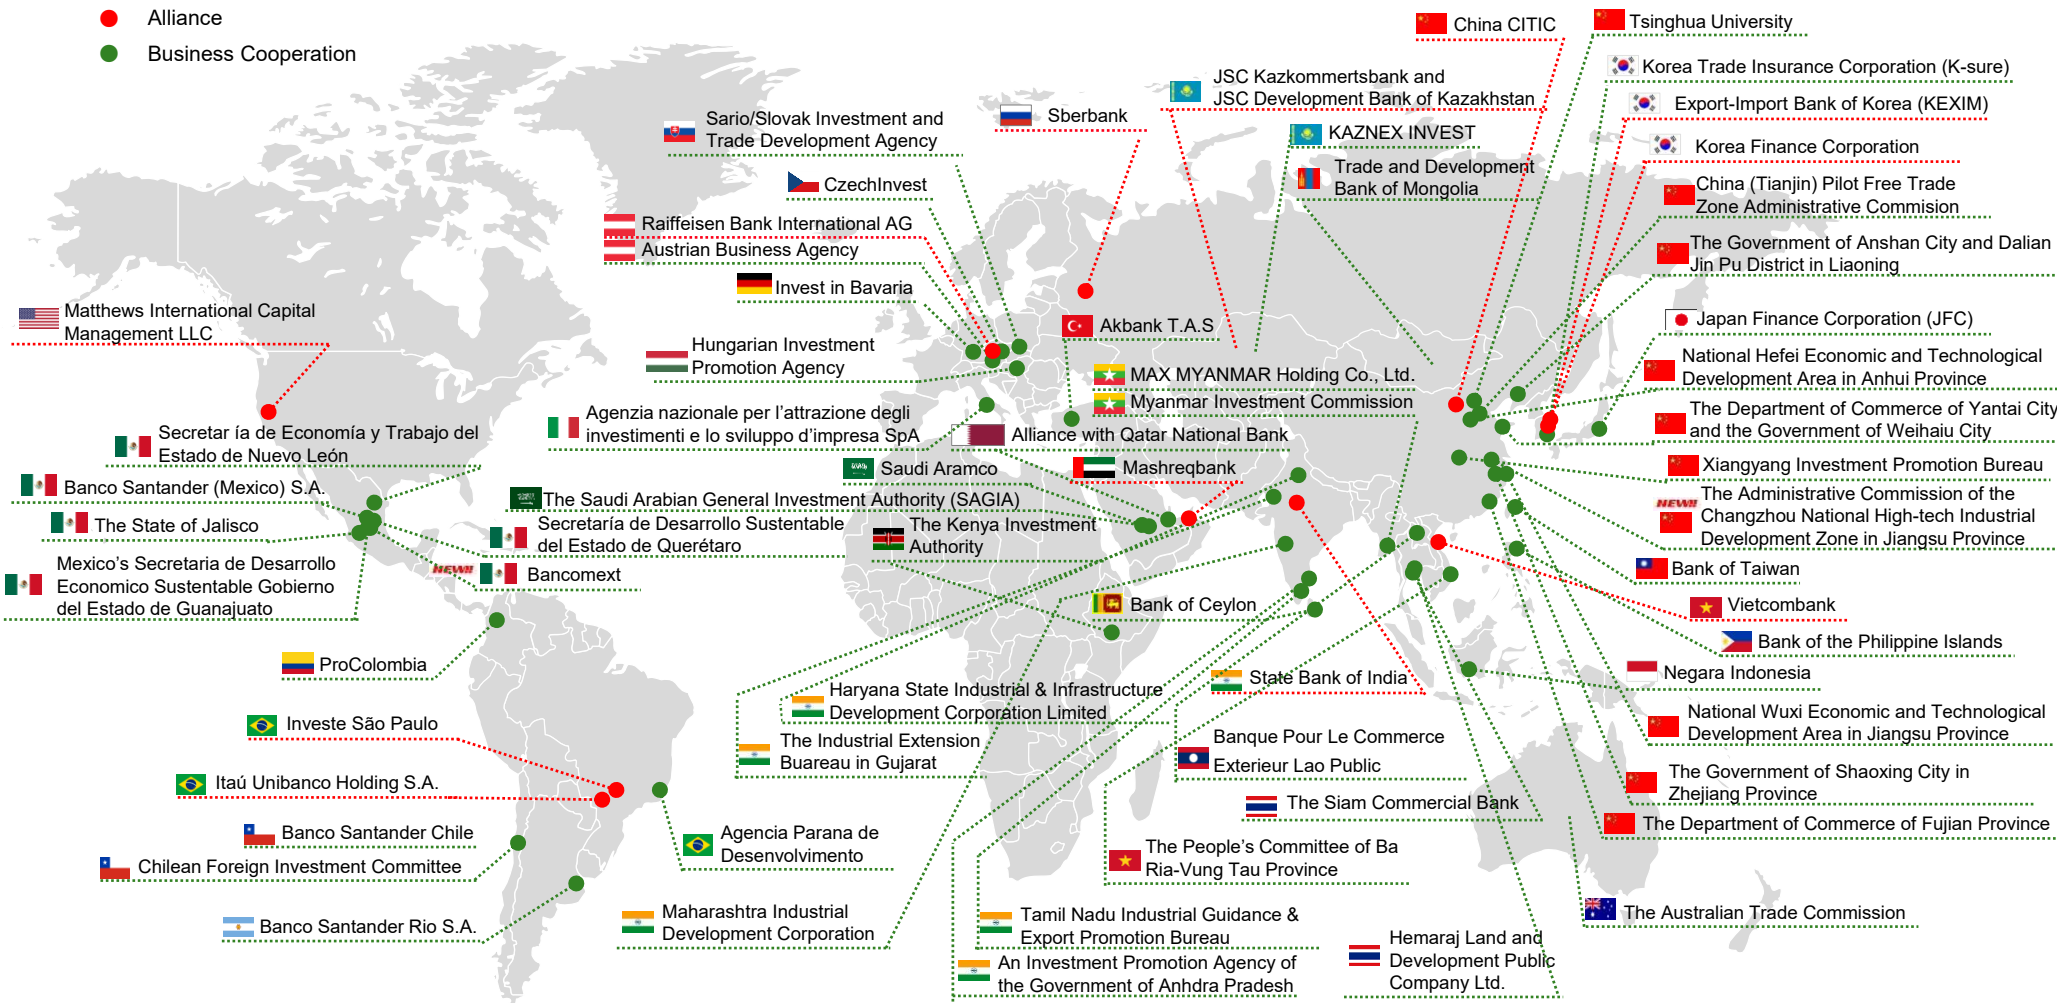 Alliance
Business Cooperation
China CITIC
Tsinghua University
JSC Kazkommertsbank and
JSC Development Bank of Kazakhstan
Korea Trade Insurance Corporation (K-sure)
Export-Import Bank of Korea (KEXIM)
Sario/Slovak Investment and
Trade Development Agency
Sberbank
KAZNEX INVEST
Korea Finance Corporation
Trade and Development
Bank of Mongolia
CzechInvest
China (Tianjin) Pilot Free Trade
Zone Administrative Commision
Raiffeisen Bank International AG
Austrian Business Agency
The Government of Anshan City and Dalian
Jin Pu District in Liaoning
Invest in Bavaria
Matthews International Capital
Management LLC
Akbank T.A.S
Japan Finance Corporation (JFC)
Hungarian Investment
Promotion Agency
MAX MYANMAR Holding Co., Ltd.
Myanmar Investment Commission
National Hefei Economic and Technological
Development Area in Anhui Province
Agenzia nazionale per l’attrazione degli
investimenti e lo sviluppo d’impresa SpA
The Department of Commerce of Yantai City
and the Government of Weihaiu City
Alliance with Qatar National Bank
Secretar ía de Economía y Trabajo del
Estado de Nuevo León
Saudi Aramco
Mashreqbank
Xiangyang Investment Promotion Bureau
Banco Santander (Mexico) S.A.
The Saudi Arabian General Investment Authority (SAGIA)
NEW!!
The Administrative Commission of the
Changzhou National High-tech Industrial
Development Zone in Jiangsu Province
The State of Jalisco
Secretaría de Desarrollo Sustentable
del Estado de Querétaro
The Kenya Investment
Authority
Mexico’s Secretaria de Desarrollo
Economico Sustentable Gobierno
del Estado de Guanajuato
NEW!!
Bancomext
Bank of Taiwan
Bank of Ceylon
Vietcombank
Bank of the Philippine Islands
ProColombia
State Bank of India
Negara Indonesia
Haryana State Industrial & Infrastructure
Development Corporation Limited
Investe São Paulo
The Industrial Extension
Buareau in Gujarat
Banque Pour Le Commerce
Exterieur Lao Public
National Wuxi Economic and Technological
Development Area in Jiangsu Province
Itaú Unibanco Holding S.A.
The Government of Shaoxing City in
Zhejiang Province
The Siam Commercial Bank
Banco Santander Chile
Agencia Parana de
Desenvolvimento
The Department of Commerce of Fujian Province
Chilean Foreign Investment Committee
The People’s Committee of Ba
Ria-Vung Tau Province
Banco Santander Rio S.A.
Maharashtra Industrial
Development Corporation
Tamil Nadu Industrial Guidance &
Export Promotion Bureau
The Australian Trade Commission
An Investment Promotion Agency of
the Government of Anhdra Pradesh
Hemaraj Land and
Development Public
Company Ltd.